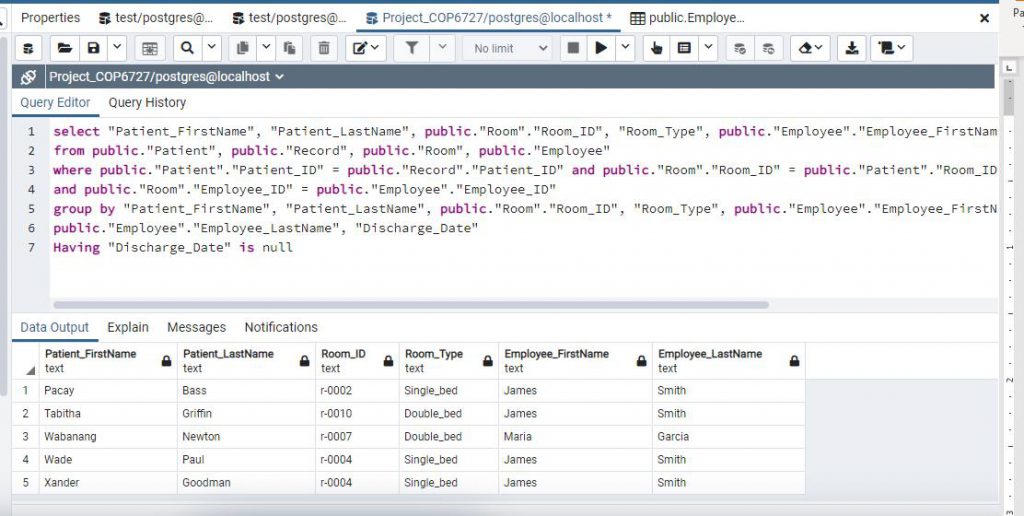 Properties test/postgres@lo... test/postgres@... Project_COP6727/postgres@localhost * public.Employe...
No limit
Project_COP6727/postgres@localhost
Query Editor Query History
1 select "Patient_FirstName", "Patient_LastName", public."Room"."Room_ID", "Room_Type", public."Employee"."Employee_FirstNam
2 from public."Patient", public."Record", public."Room", public."Employee"
3 where public."Patient"."Patient_ID" = public."Record"."Patient_ID" and public."Room"."Room_ID" = public."Patient"."Room_ID
4 and public."Room"."Employee_ID" = public."Employee"."Employee_ID"
5 group by "Patient_FirstName", "Patient_LastName", public."Room"."Room_ID", "Room_Type", public."Employee"."Employee_FirstN
6 public."Employee"."Employee_LastName", "Discharge_Date"
7 Having "Discharge_Date" is null
Data Output Explain Messages Notifications
Patient_FirstName Patient_LastName Room_ID Room_Type Employee_FirstName Employee_LastName
text text text text text text
1 Pacay Bass r-0002 Single_bed James Smith
2 Tabitha Griffin r-0010 Double_bed James Smith
3 Wabanang Newton r-0007 Double_bed Maria Garcia
4 Wade Paul r-0004 Single_bed James Smith
5 Xander Goodman r-0004 Single_bed James Smith
Pa